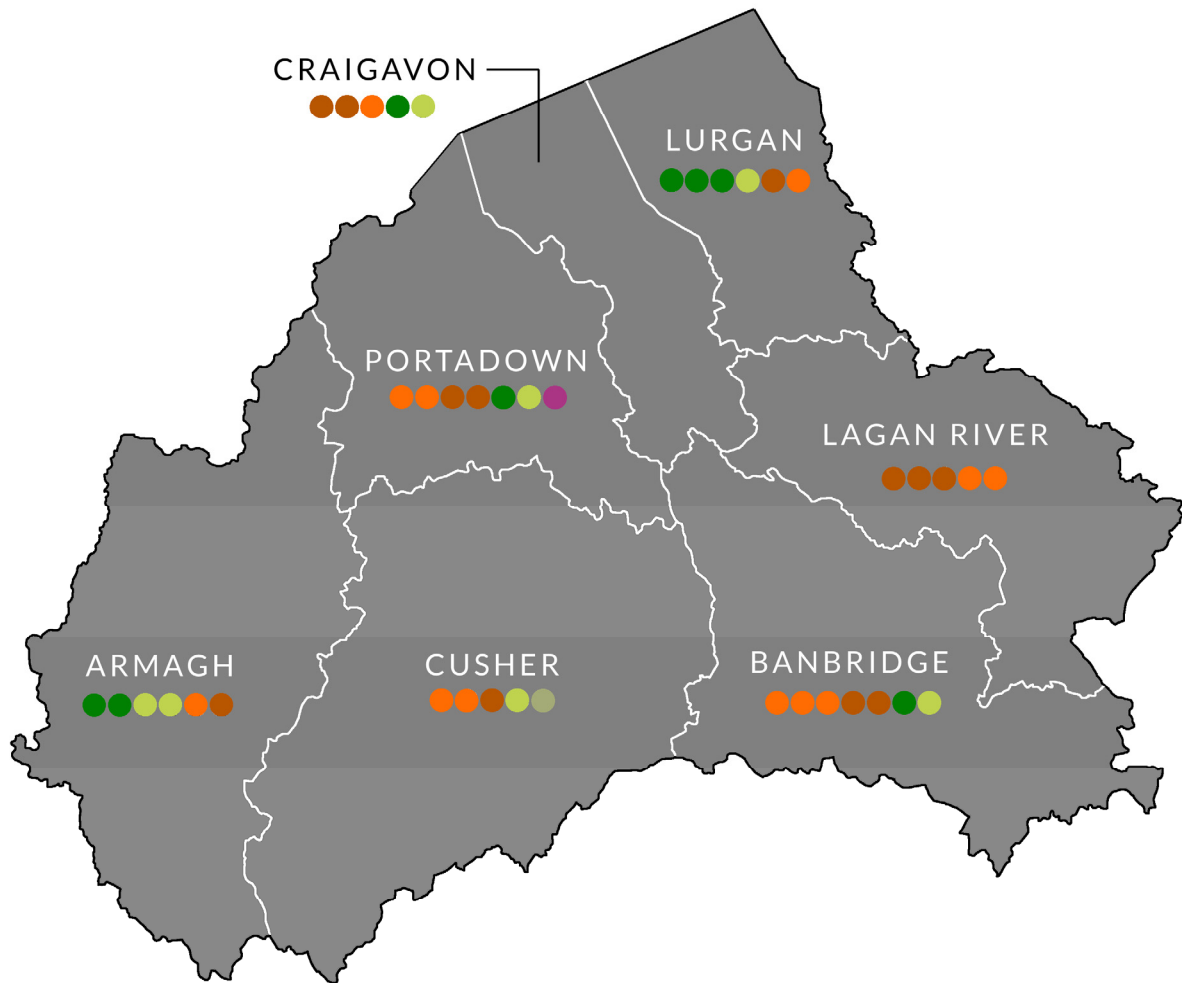 CRAIGAVON
LURGAN
PORTADOWN
LAGAN RIVER
ARMAGH
CUSHER
BANBRIDGE